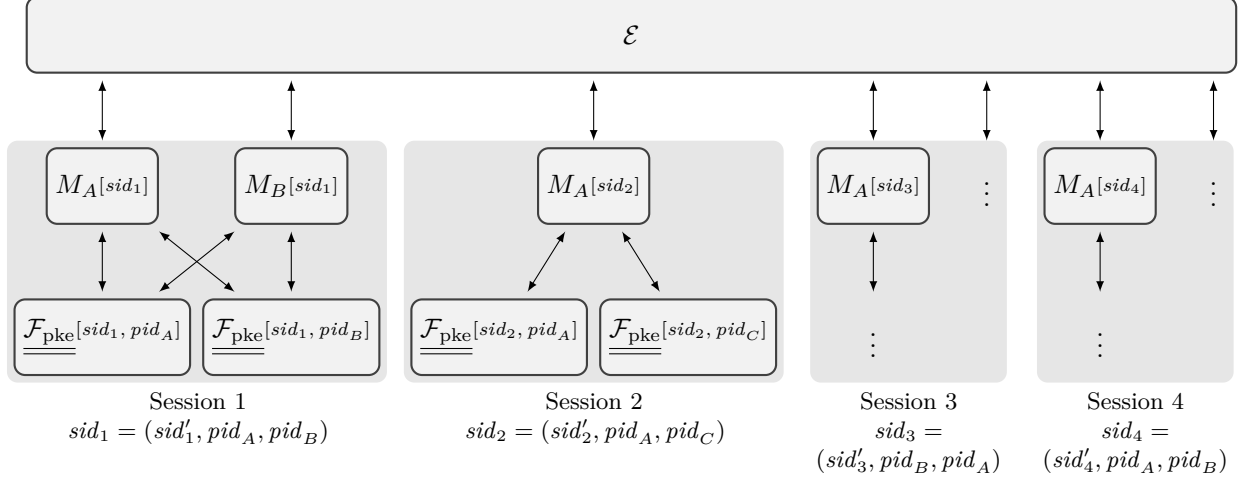 ℰ
M_A[sid_1]
M_B[sid_1]
M_A[sid_2]
M_A[sid_3]
⋮
M_A[sid_4]
⋮
ℱ_pke[sid_1, pid_A]
ℱ_pke[sid_1, pid_B]
ℱ_pke[sid_2, pid_A]
ℱ_pke[sid_2, pid_C]
⋮
⋮
Session 1
sid_1 = (sid′_1, pid_A, pid_B)
Session 2
sid_2 = (sid′_2, pid_A, pid_C)
Session 3
sid_3 =
(sid′_3, pid_B, pid_A)
Session 4
sid_4 =
(sid′_4, pid_A, pid_B)